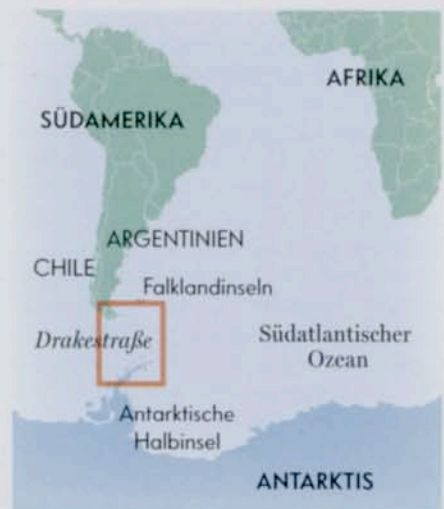 AFRIKA
SÜDAMERIKA
ARGENTINIEN
CHILE
Falklandinseln
Drakestraße
Südatlantischer
Ozean
Antarktische
Halbinsel
ANTARKTIS